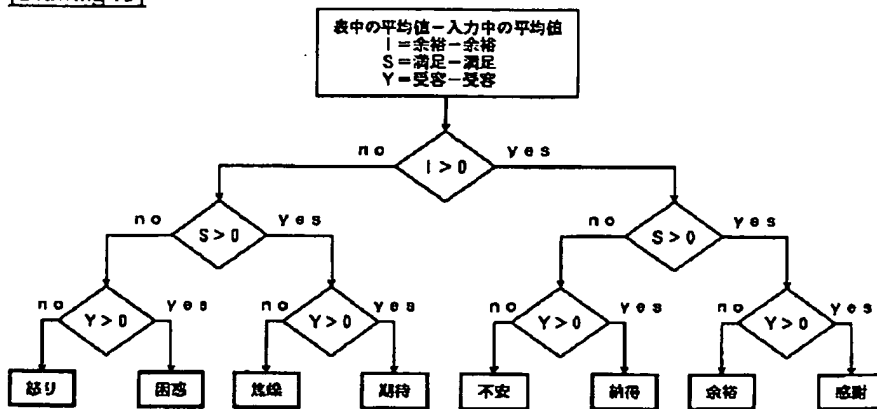 表中の平均値－入力中の平均値
I＝余裕－余裕
S＝満足－満足
Y＝受容－受容
no
I>0
yes
no
S>0
yes
no
S>0
yes
no
Y>0
yes
no
Y>0
yes
no
Y>0
yes
no
Y>0
yes
怒り
困惑
焦燥
期待
不安
納得
余裕
感謝